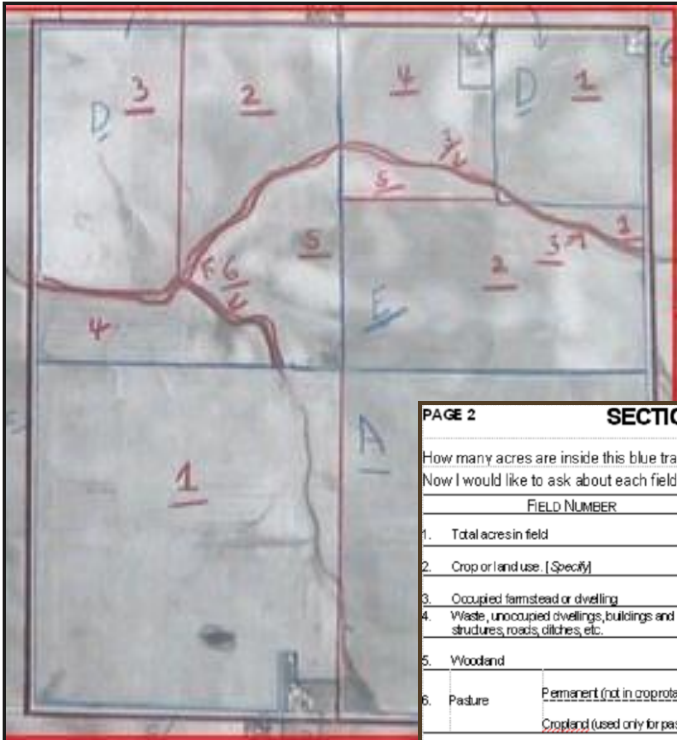 3
2
4
1
D
D
3
5
1
5
3
2
6
4
E
1
A
PAGE 2
SECTIO
How many acres are inside this blue tra
Now I would like to ask about each field
FIELD NUMBER
1. Total acres in field
2. Crop or land use. [Specify]
3. Occupied farmstead or dwelling
4. Waste, unoccupied dwellings, buildings and
structures, roads, ditches, etc.
5. Woodland
6. Pasture
Permanent (not in croprota
Cropland (used only for pas